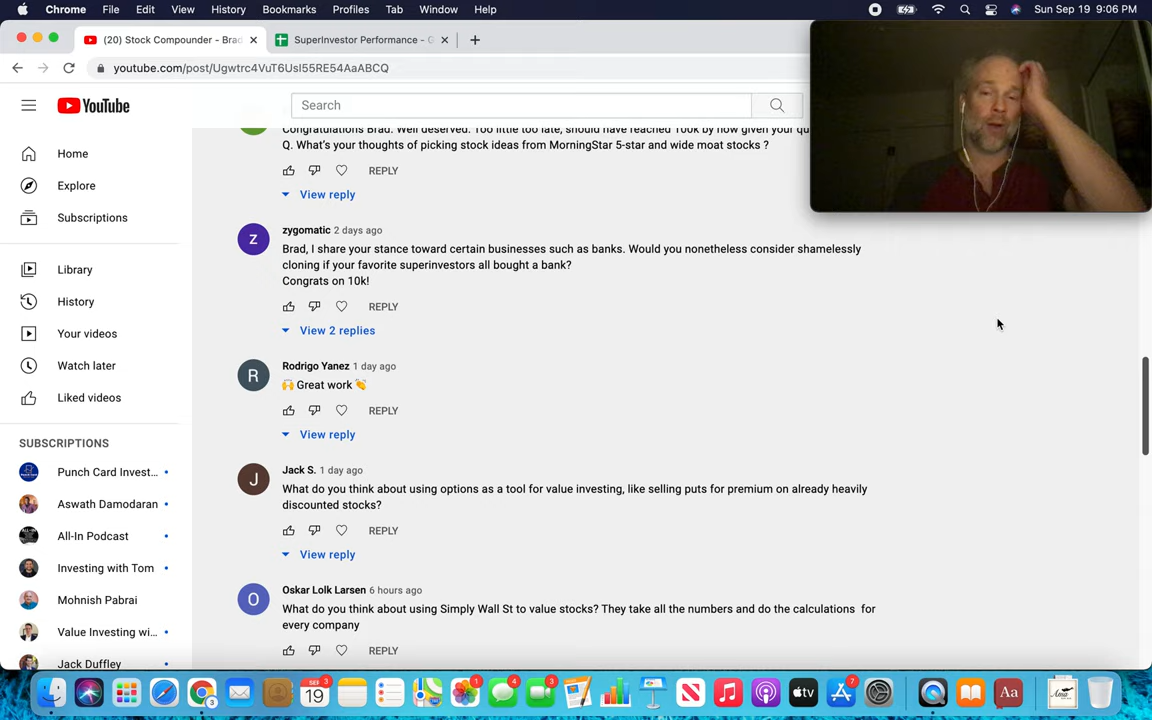 Chrome File Edit View History Bookmarks Profiles Tab Window Help Sun Sep 19 9:06 PM
(20) Stock Compounder - Brad
SuperInvestor Performance - G
youtube.com/post/Ugwtrc4VuT6UsI55RE54AaABCQ
YouTube
Search
Home
Explore
Subscriptions
Library
History
Your videos
Watch later
Liked videos
SUBSCRIPTIONS
Punch Card Invest...
Aswath Damodaran
All-In Podcast
Investing with Tom
Mohnish Pabrai
Value Investing wi...
Jack Duffley
Congratulations Brad. Well deserved. Too little too late, should have reached 100k by now given your qu
Q. What's your thoughts of picking stock ideas from MorningStar 5-star and wide moat stocks ?
REPLY
View reply
Z
zygomatic 2 days ago
Brad, I share your stance toward certain businesses such as banks. Would you nonetheless consider shamelessly
cloning if your favorite superinvestors all bought a bank?
Congrats on 10k!
REPLY
View 2 replies
R
Rodrigo Yanez 1 day ago
🙌 Great work 👏
REPLY
View reply
J
Jack S. 1 day ago
What do you think about using options as a tool for value investing, like selling puts for premium on already heavily
discounted stocks?
REPLY
View reply
O
Oskar Lolk Larsen 6 hours ago
What do you think about using Simply Wall St to value stocks? They take all the numbers and do the calculations for
every company
REPLY
3
SEP
19
3
1
4
3
tv
7
Aa